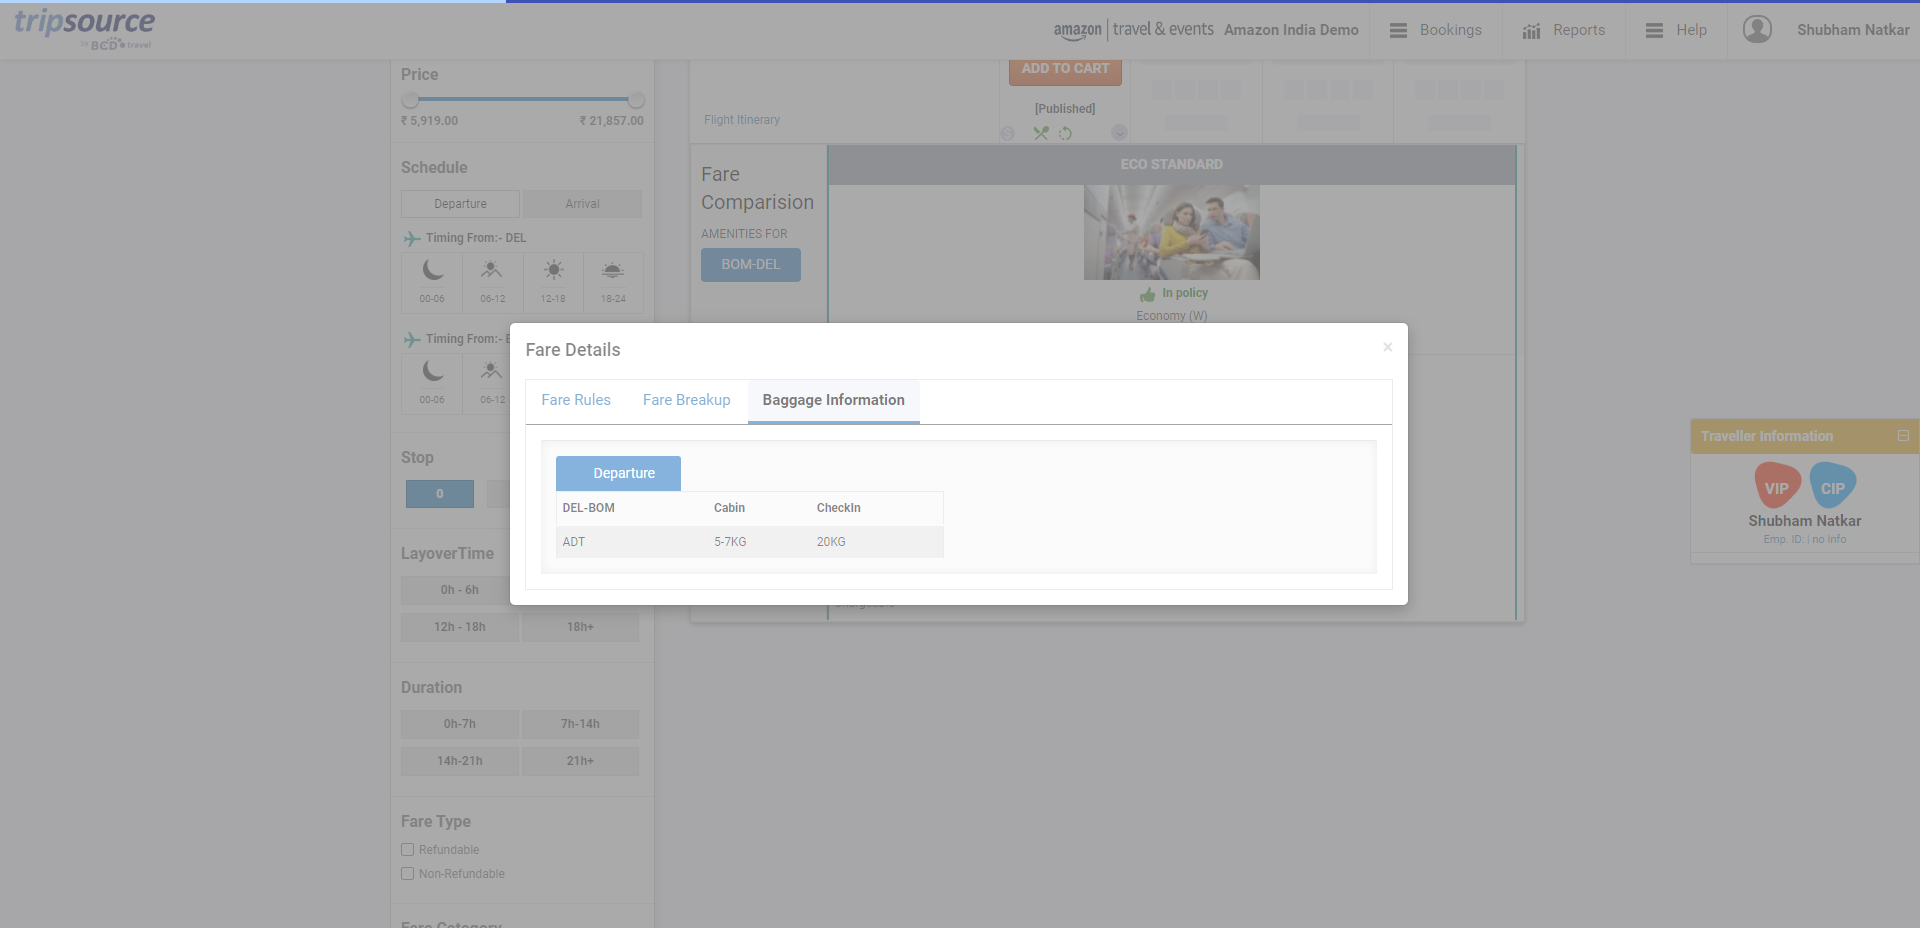 tripsource
by BCD travel
amazon travel & events Amazon India Demo Bookings Reports Help Shubham Natkar
Price
₹ 5,919.00 ₹ 21,857.00
Schedule
Departure Arrival
Timing From:- DEL
00-06 06-12 12-18 18-24
Timing From:-
00-06 06-12
Stop
0
LayoverTime
0h - 6h
12h - 18h 18h+
Duration
0h-7h 7h-14h
14h-21h 21h+
Fare Type
Refundable
Non-Refundable
Fare Category
ADD TO CART
[Published]
Flight Itinerary
Fare
Comparision
AMENITIES FOR
BOM-DEL
ECO STANDARD
In policy
Economy (W)
Fare Details ×
Fare Rules Fare Breakup Baggage Information
Departure
DEL-BOM Cabin CheckIn
ADT 5-7KG 20KG
Traveller Information
VIP CIP
Shubham Natkar
Emp. ID: | no Info